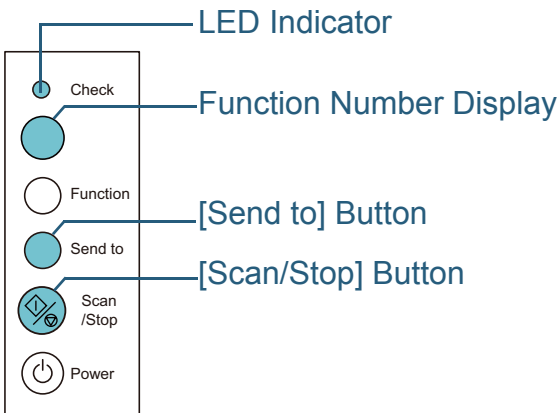 LED Indicator
Check
Function Number Display
Function
[Send to] Button
Send to
[Scan/Stop] Button
Scan
/Stop
Power